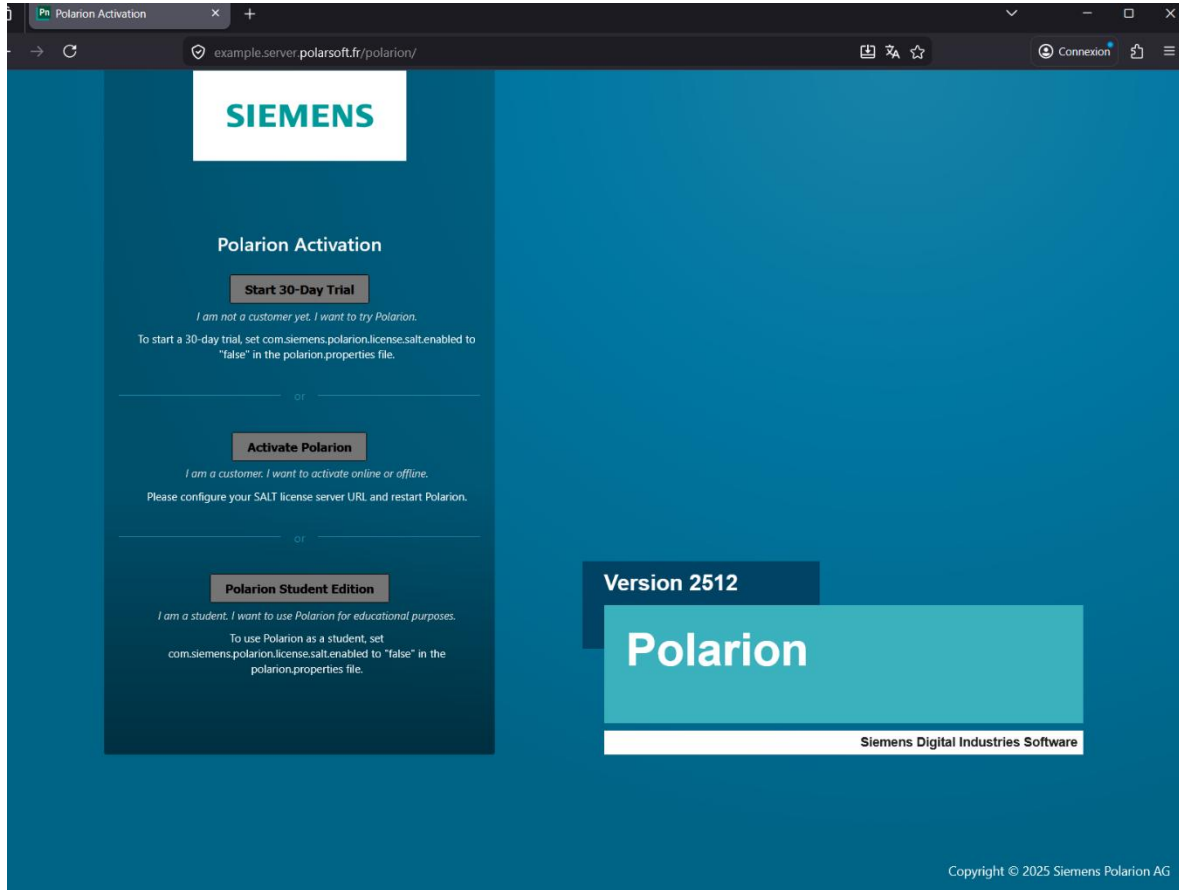 Polarion Activation
example.server.polarsoft.fr/polarion/
Connexion
SIEMENS
Polarion Activation
Start 30-Day Trial
I am not a customer yet. I want to try Polarion.
To start a 30-day trial, set com.siemens.polarion.license.salt.enabled to
"false" in the polarion.properties file.
or
Activate Polarion
I am a customer. I want to activate online or offline.
Please configure your SALT license server URL and restart Polarion.
or
Polarion Student Edition
I am a student. I want to use Polarion for educational purposes.
To use Polarion as a student, set
com.siemens.polarion.license.salt.enabled to "false" in the
polarion.properties file.
Version 2512
Polarion
Siemens Digital Industries Software
Copyright © 2025 Siemens Polarion AG